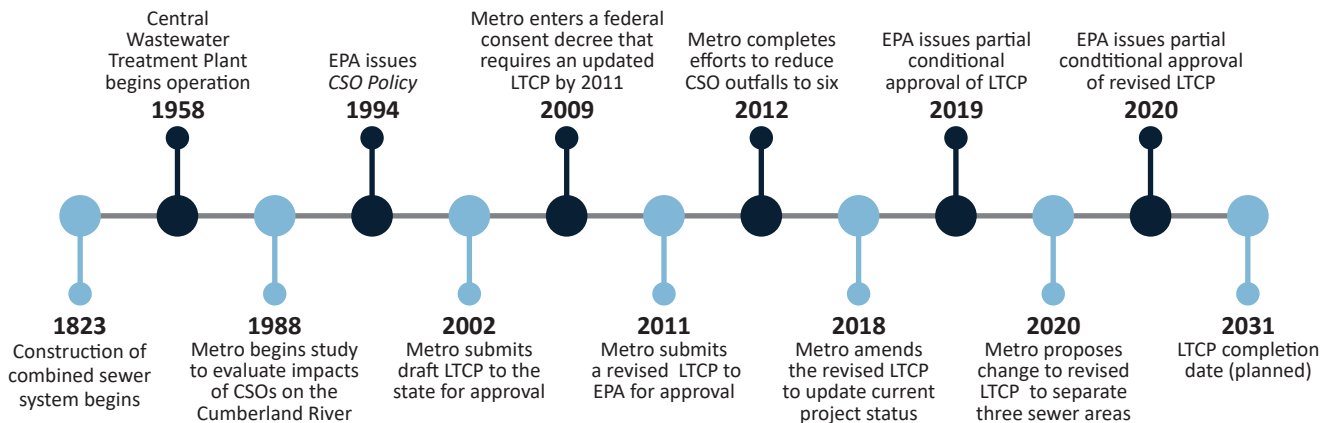 Central
Wastewater
Treatment Plant
begins operation
1958
EPA issues
CSO Policy
1994
Metro enters a federal
consent decree that
requires an updated
LTCP by 2011
2009
Metro completes
efforts to reduce
CSO outfalls to six
2012
EPA issues partial
conditional
approval of LTCP
2019
EPA issues partial
condtitional approval
of revised LTCP
2020
1823
Construction of
combined sewer
system begins
1988
Metro begins study
to evaluate impacts
of CSOs on the
Cumberland River
2002
Metro submits
draft LTCP to the
state for approval
2011
Metro submits
a revised LTCP to
EPA for approval
2018
Metro amends
the revised LTCP
to update current
project status
2020
Metro proposes
change to revised
LTCP to separate
three sewer areas
2031
LTCP completion
date (planned)